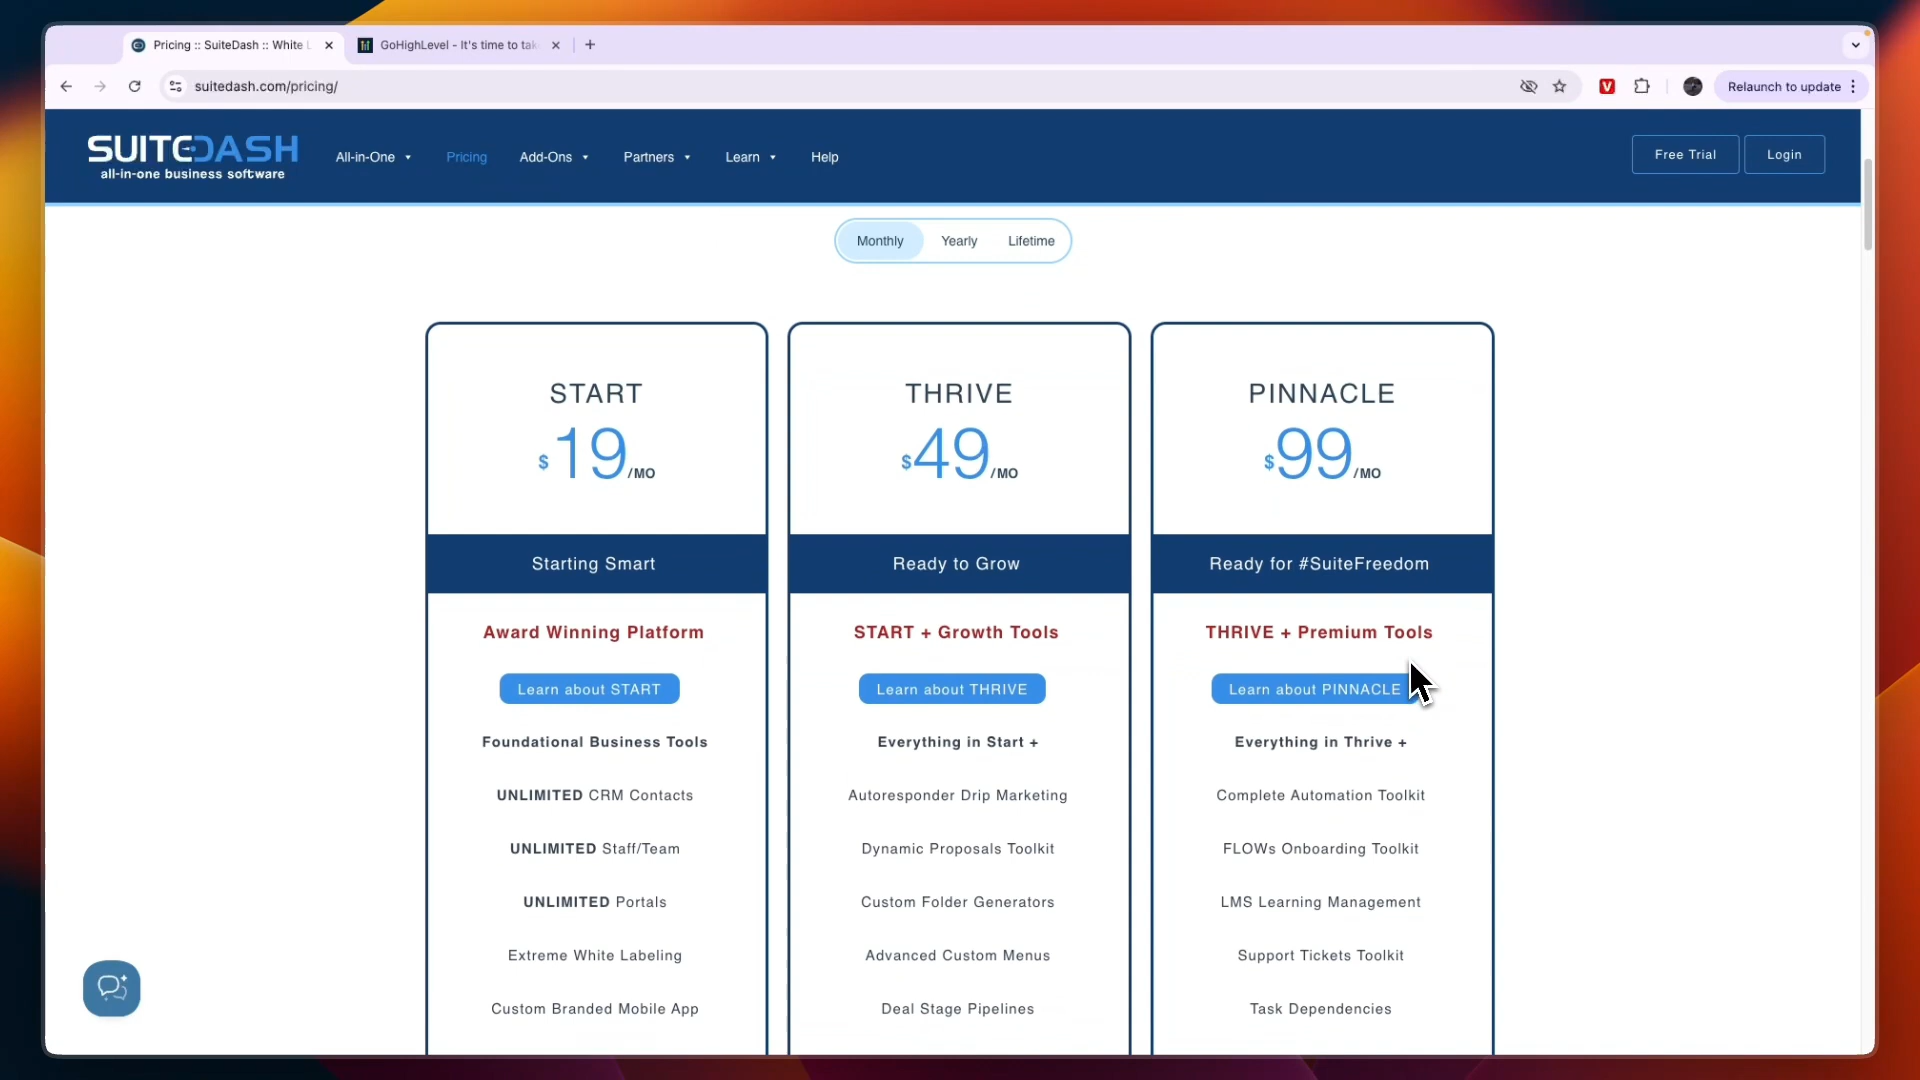 Pricing :: SuiteDash :: White L
GoHighLevel - It's time to tak
suitedash.com/pricing/
Relaunch to update
SUITEDASH
all-in-one business software
All-in-One
Pricing
Add-Ons
Partners
Learn
Help
Free Trial
Login
Monthly
Yearly
Lifetime
START
$19/MO
Starting Smart
Award Winning Platform
Learn about START
Foundational Business Tools
UNLIMITED CRM Contacts
UNLIMITED Staff/Team
UNLIMITED Portals
Extreme White Labeling
Custom Branded Mobile App
THRIVE
$49/MO
Ready to Grow
START + Growth Tools
Learn about THRIVE
Everything in Start +
Autoresponder Drip Marketing
Dynamic Proposals Toolkit
Custom Folder Generators
Advanced Custom Menus
Deal Stage Pipelines
PINNACLE
$99/MO
Ready for #SuiteFreedom
THRIVE + Premium Tools
Learn about PINNACLE
Everything in Thrive +
Complete Automation Toolkit
FLOWs Onboarding Toolkit
LMS Learning Management
Support Tickets Toolkit
Task Dependencies